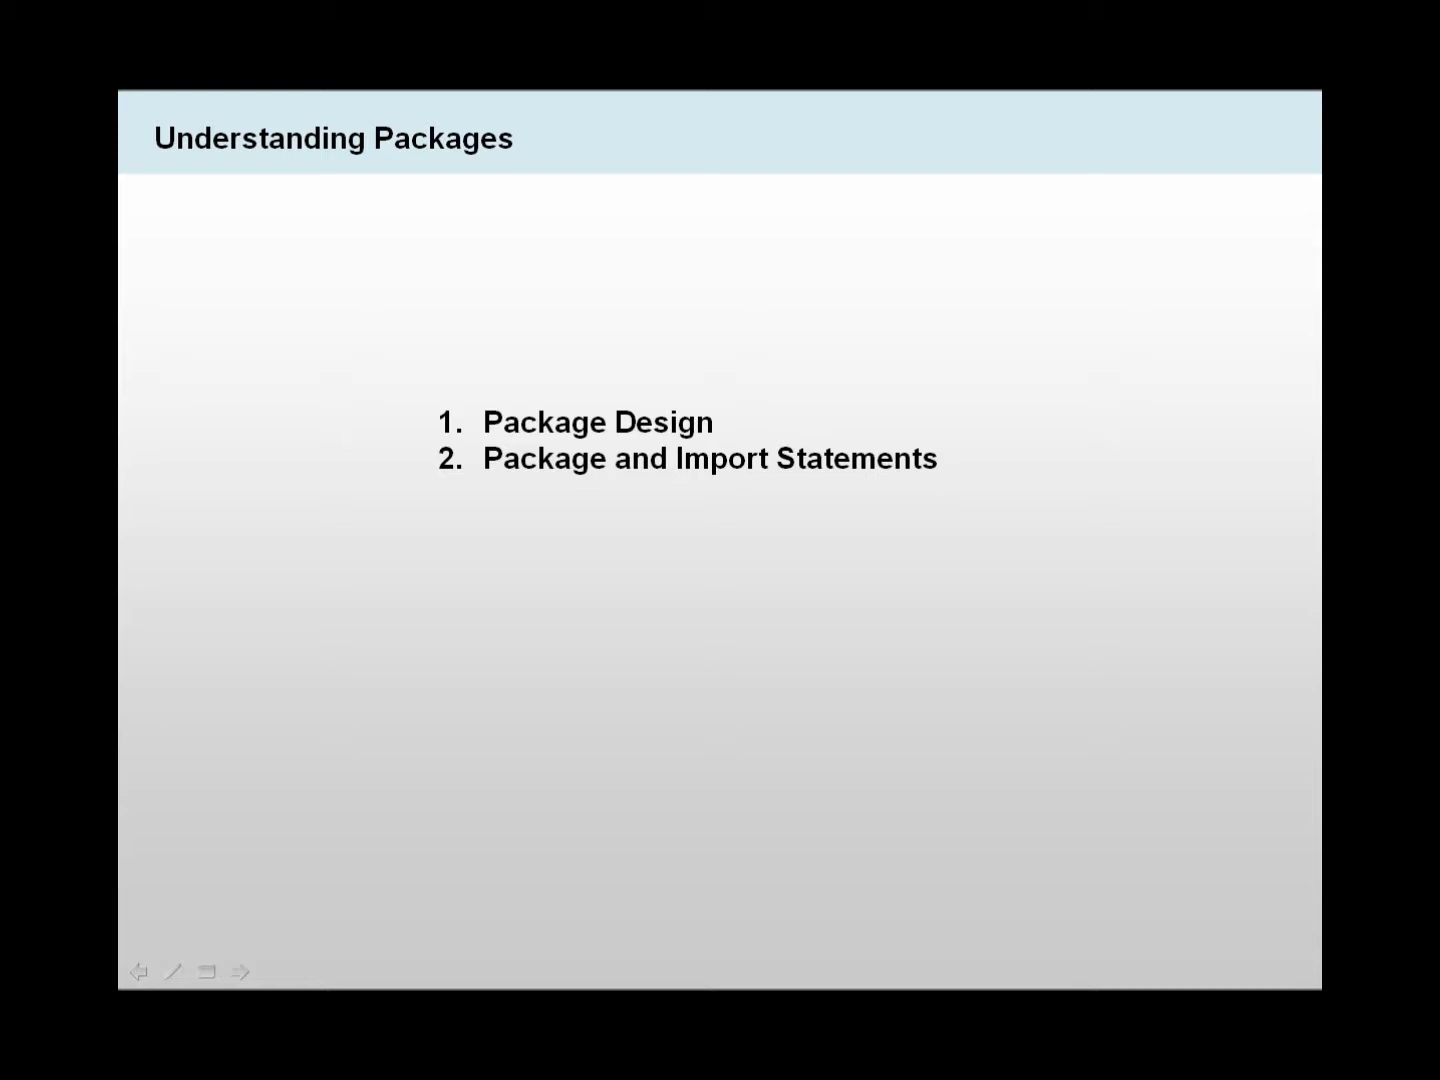 Understanding Packages
1. Package Design
2. Package and Import Statements